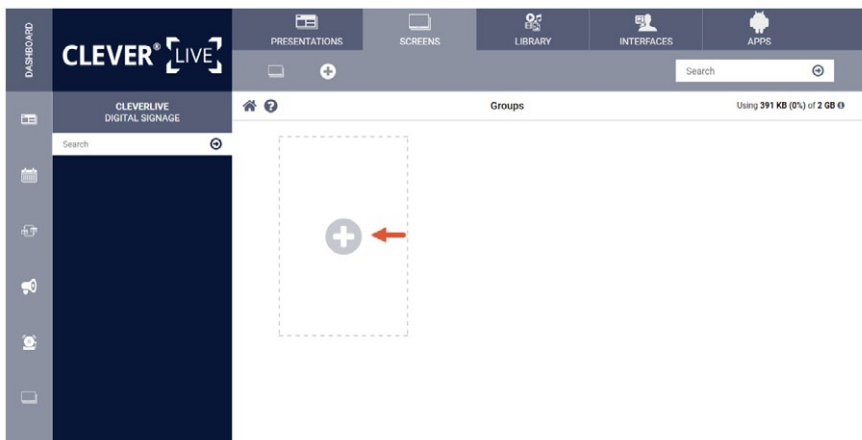 DASHBOARD
CLEVER® [LIVE]
PRESENTATIONS
SCREENS
LIBRARY
INTERFACES
APPS
Search
CLEVERLIVE
DIGITAL SIGNAGE
Search
Groups
Using 391 KB (0%) of 2 GB